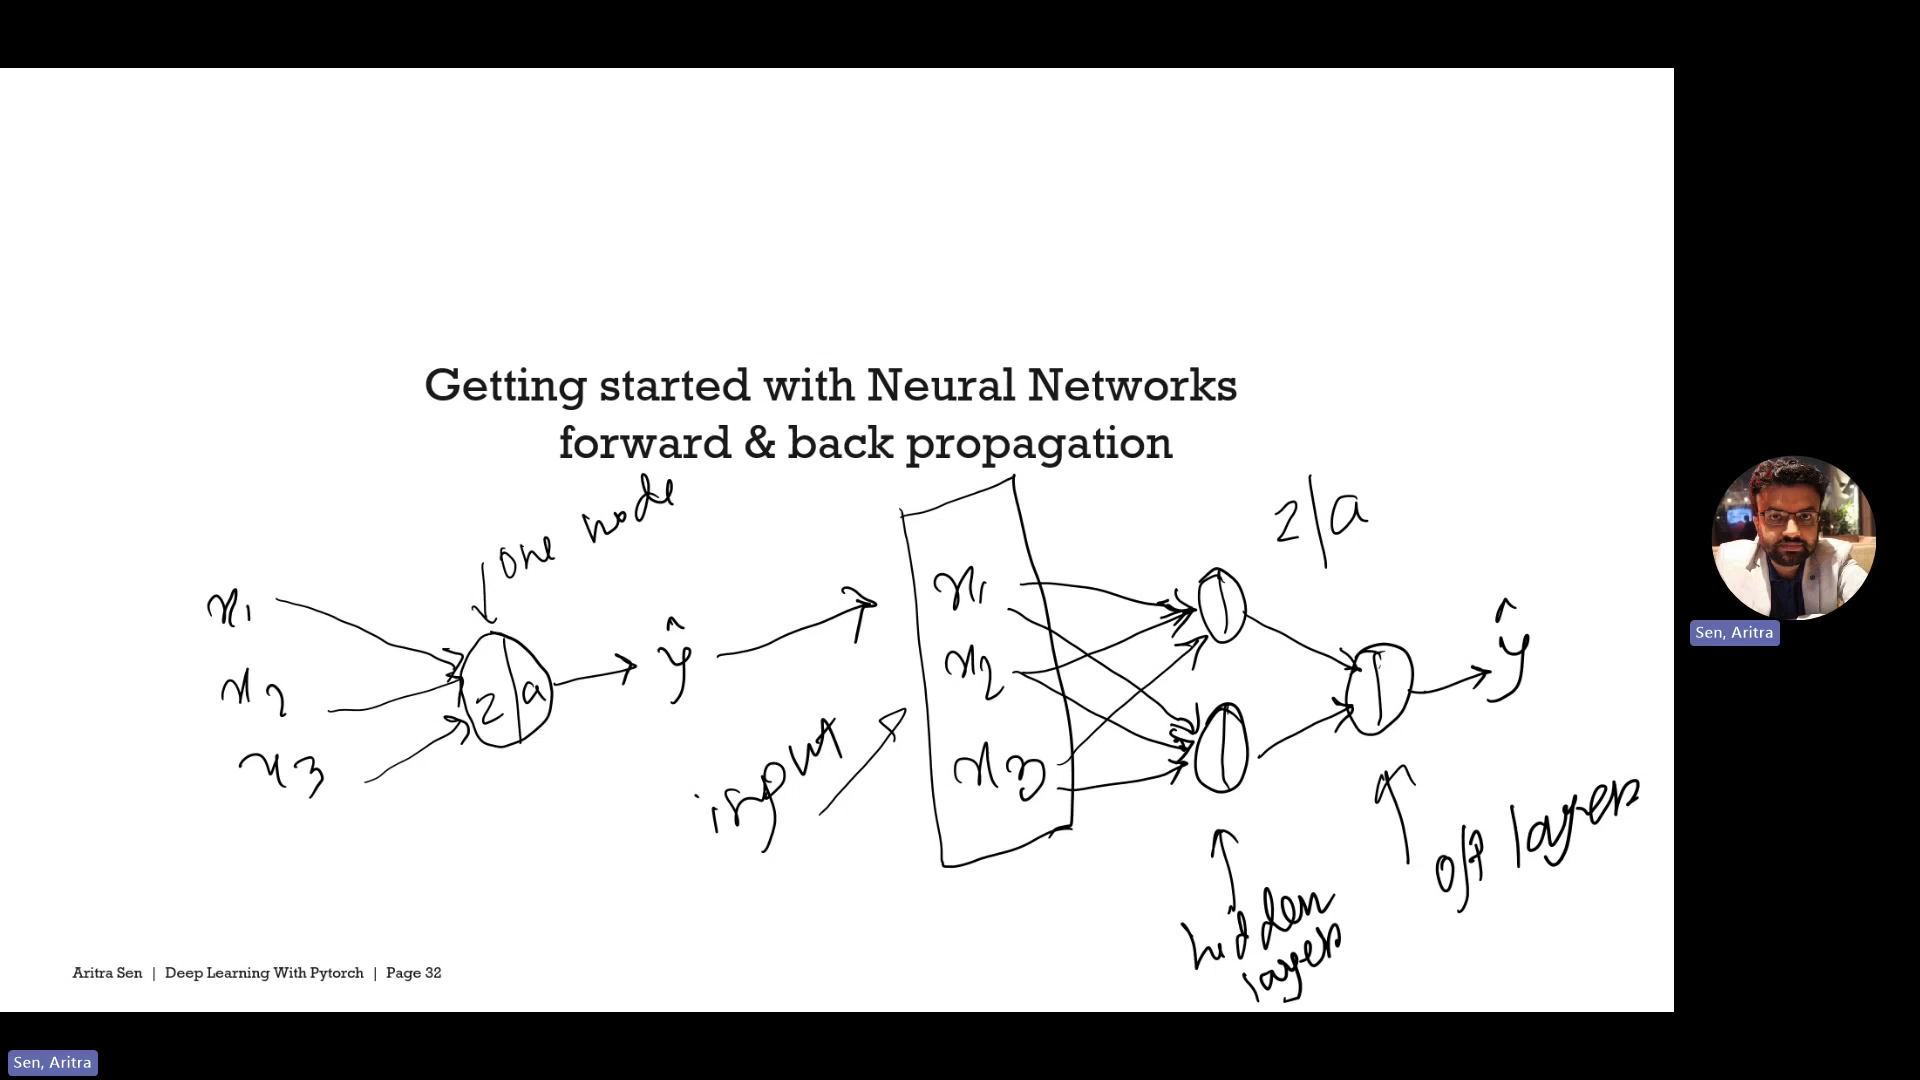 Getting started with Neural Networks
forward & back propagation
one node
x1
x2
x3
z|a
ŷ
input
x1
x2
x3
z|a
ŷ
hidden
layer
o/p layer
Aritra Sen | Deep Learning With Pytorch | Page 32
Sen, Aritra
Sen, Aritra